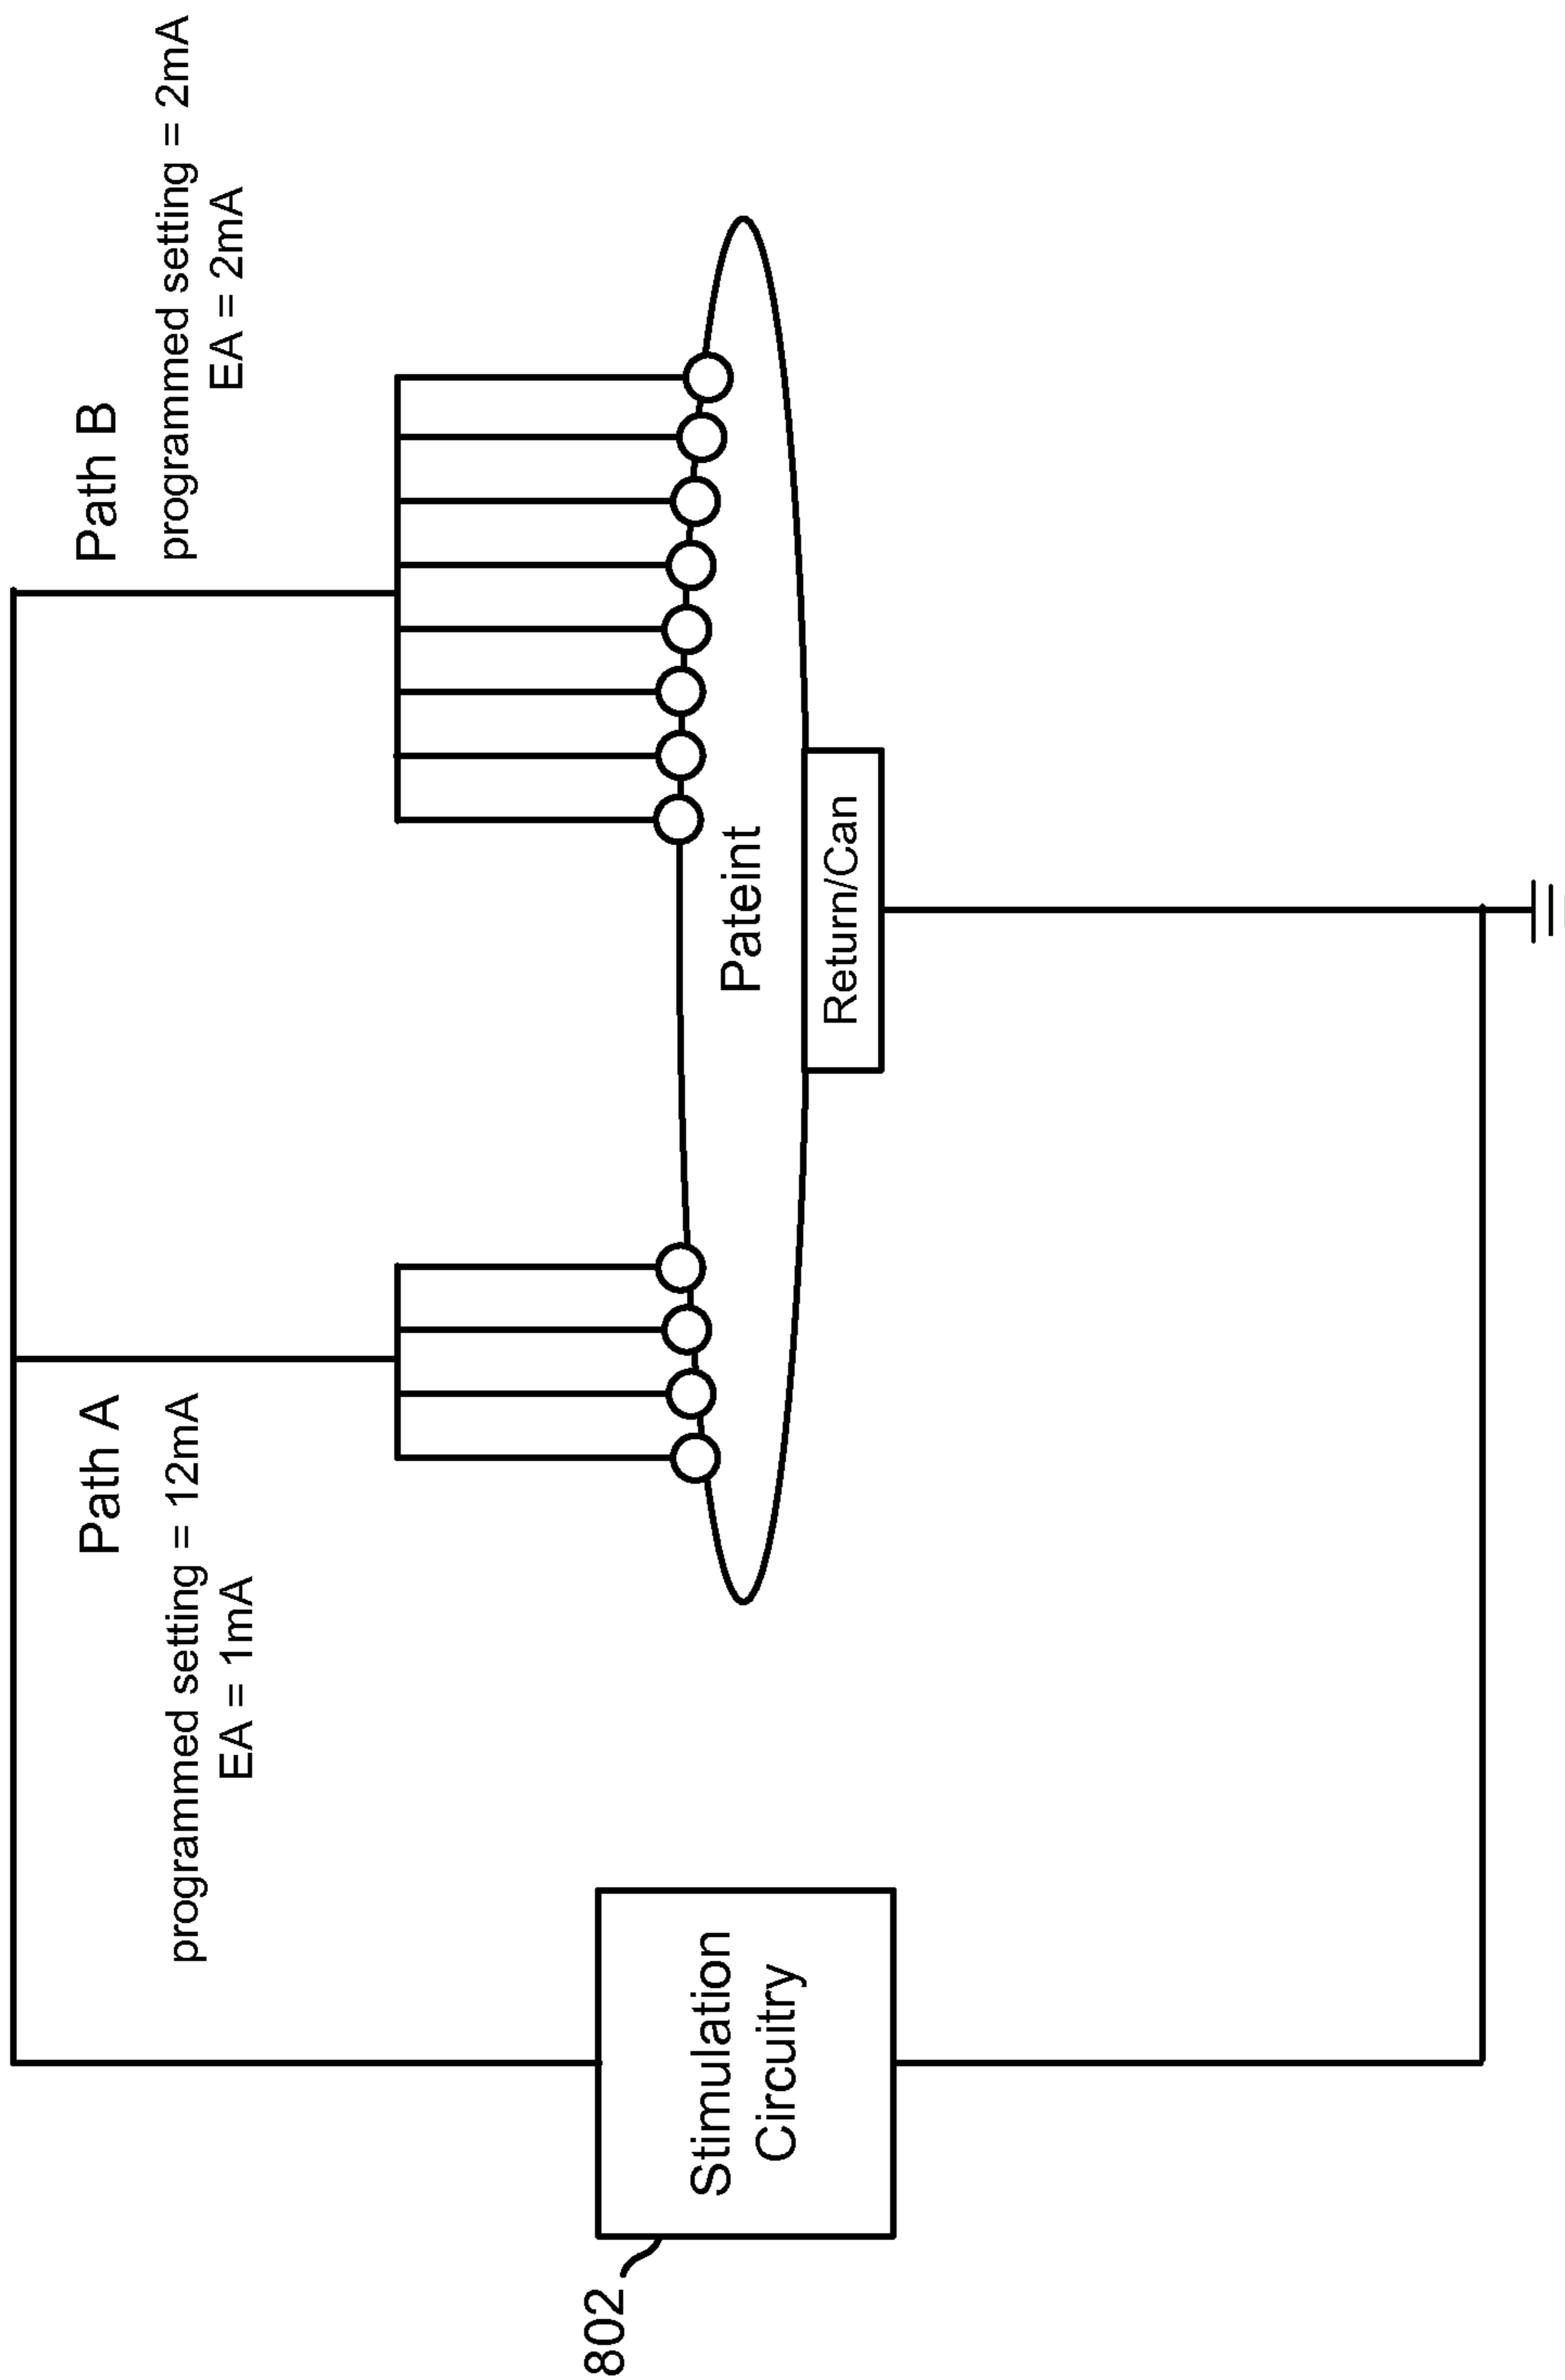 Path A
programmed setting = 12mA
EA = 1mA
Path B
programmed setting = 2mA
EA = 2mA
802
Stimulation
Circuitry
Pateint
Return/Can